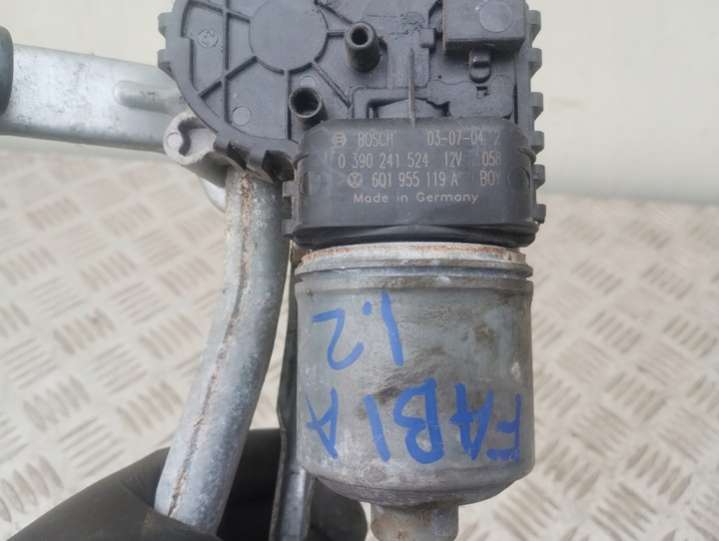 BOSCH 03-07-04 2
0 390 241 524 12V 058
6Q1 955 119 A BOY
Made in Germany
FABIA
1.2